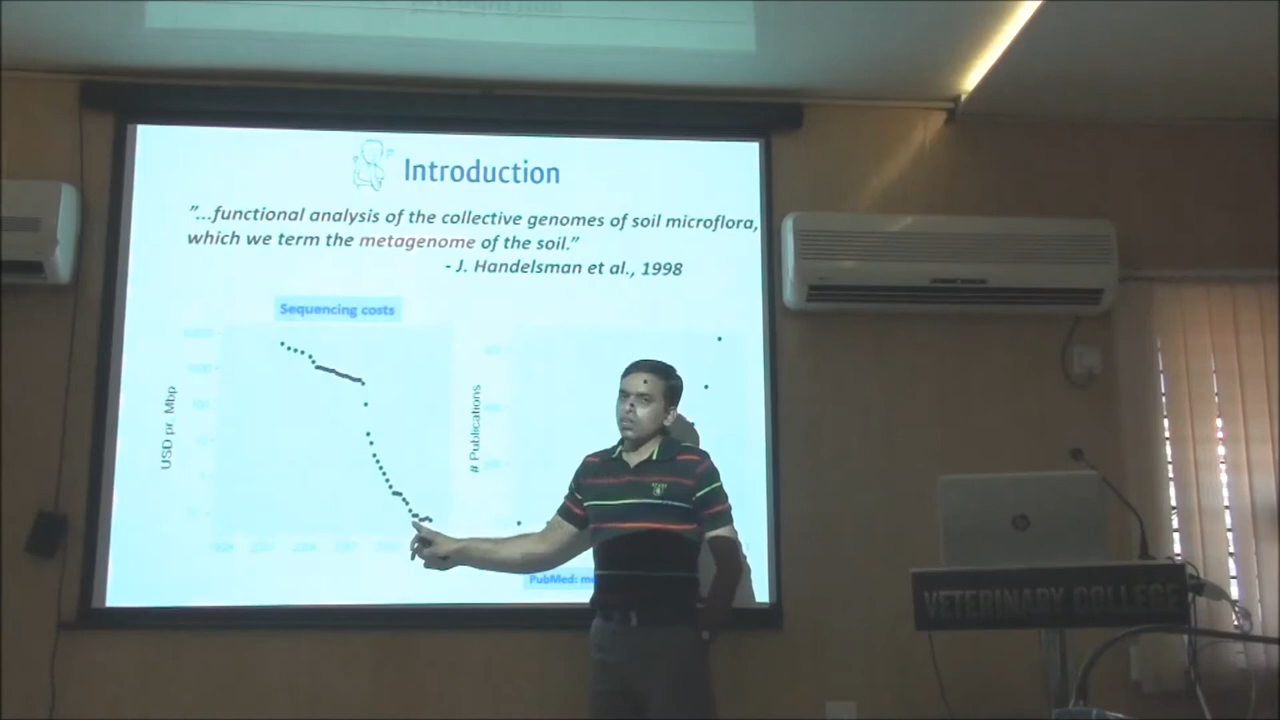 Introduction
"...functional analysis of the collective genomes of soil microflora,
which we term the metagenome of the soil."
- J. Handelsman et al., 1998
Sequencing costs
USD pr. Mbp
# Publications
PubMed:
VETERINARY COLLEGE
hp